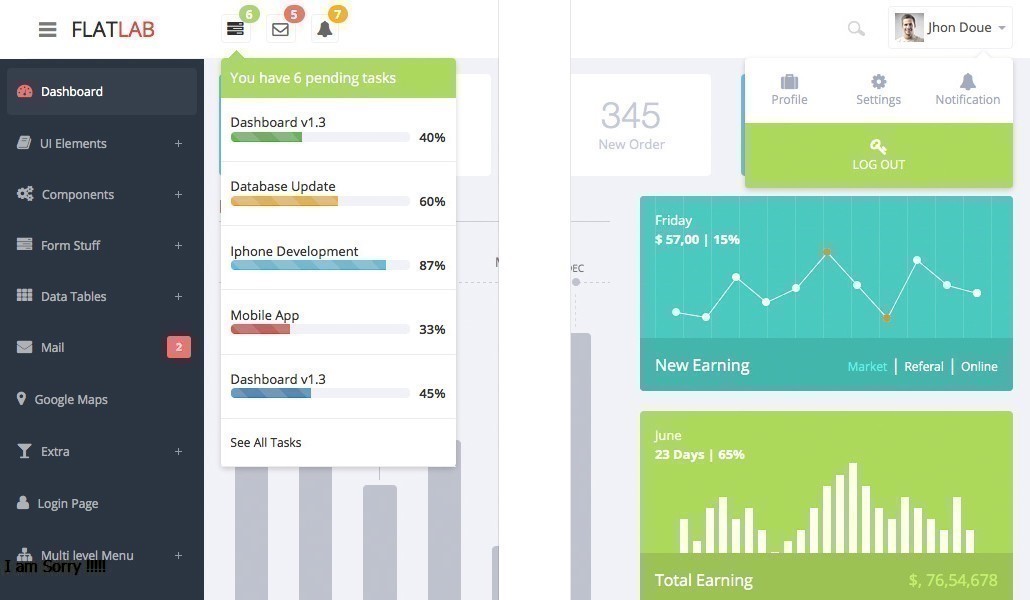 FLATLAB
6
5
7
Jhon Doue
You have 6 pending tasks
Dashboard v1.3
40%
Database Update
60%
Iphone Development
87%
Mobile App
33%
Dashboard v1.3
45%
See All Tasks
Dashboard
UI Elements +
Components +
Form Stuff +
Data Tables +
Mail 2
Google Maps
Extra +
Login Page
Multi level Menu +
I am Sorry !!!!!
345
New Order
DEC
Profile
Settings
Notification
LOG OUT
Friday
$ 57,00 | 15%
New Earning
Market | Referal | Online
June
23 Days | 65%
Total Earning
$, 76,54,678